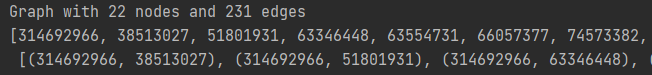 Graph with 22 nodes and 231 edges
[314692966, 38513027, 51801931, 63346448, 63554731, 66057377, 74573382,
[(314692966, 38513027), (314692966, 51801931), (314692966, 63346448),